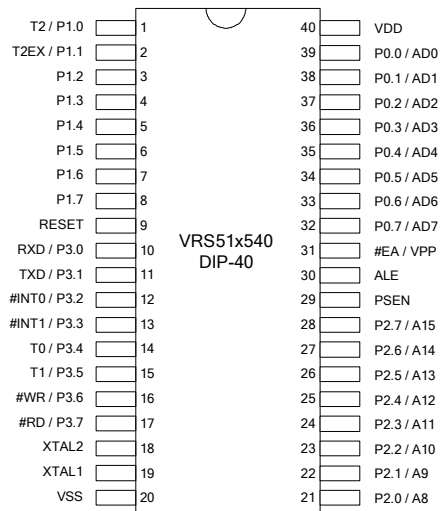 T2 / P1.0 1 40 VDD
T2EX / P1.1 2 39 P0.0 / AD0
P1.2 3 38 P0.1 / AD1
P1.3 4 37 P0.2 / AD2
P1.4 5 36 P0.3 / AD3
P1.5 6 35 P0.4 / AD4
P1.6 7 34 P0.5 / AD5
P1.7 8 33 P0.6 / AD6
RESET 9 32 P0.7 / AD7
RXD / P3.0 10 31 #EA / VPP
VRS51x540
DIP-40
TXD / P3.1 11 30 ALE
#INT0 / P3.2 12 29 PSEN
#INT1 / P3.3 13 28 P2.7 / A15
T0 / P3.4 14 27 P2.6 / A14
T1 / P3.5 15 26 P2.5 / A13
#WR / P3.6 16 25 P2.4 / A12
#RD / P3.7 17 24 P2.3 / A11
XTAL2 18 23 P2.2 / A10
XTAL1 19 22 P2.1 / A9
VSS 20 21 P2.0 / A8